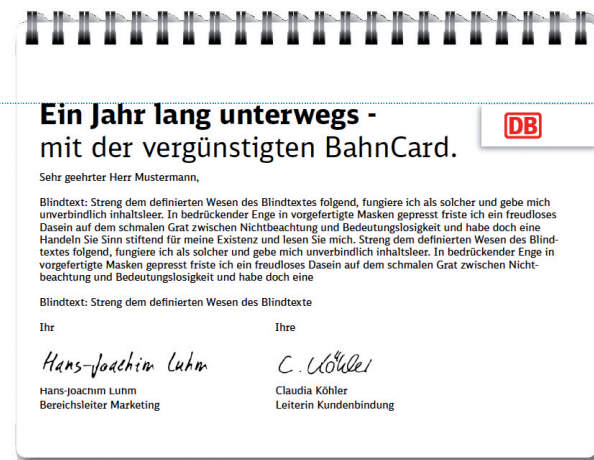 Ein Jahr lang unterwegs -
mit der vergünstigten BahnCard.
DB
Sehr geehrter Herr Mustermann,
Blindtext: Streng dem definierten Wesen des Blindtextes folgend, fungiere ich als solcher und gebe mich
unverbindlich inhaltsleer. In bedrückender Enge in vorgefertigte Masken gepresst friste ich ein freudloses
Dasein auf dem schmalen Grat zwischen Nichtbeachtung und Bedeutungslosigkeit und habe doch eine
Handeln Sie Sinn stiftend für meine Existenz und lesen Sie mich. Streng dem definierten Wesen des Blind-
textes folgend, fungiere ich als solcher und gebe mich unverbindlich inhaltsleer. In bedrückender Enge in
vorgefertigte Masken gepresst friste ich ein freudloses Dasein auf dem schmalen Grat zwischen Nicht-
beachtung und Bedeutungslosigkeit und habe doch eine
Blindtext: Streng dem definierten Wesen des Blindtexte
Ihr Ihre
Hans-Joachim Luhm C. Köhler
Hans-Joachim Luhm Claudia Köhler
Bereichsleiter Marketing Leiterin Kundenbindung